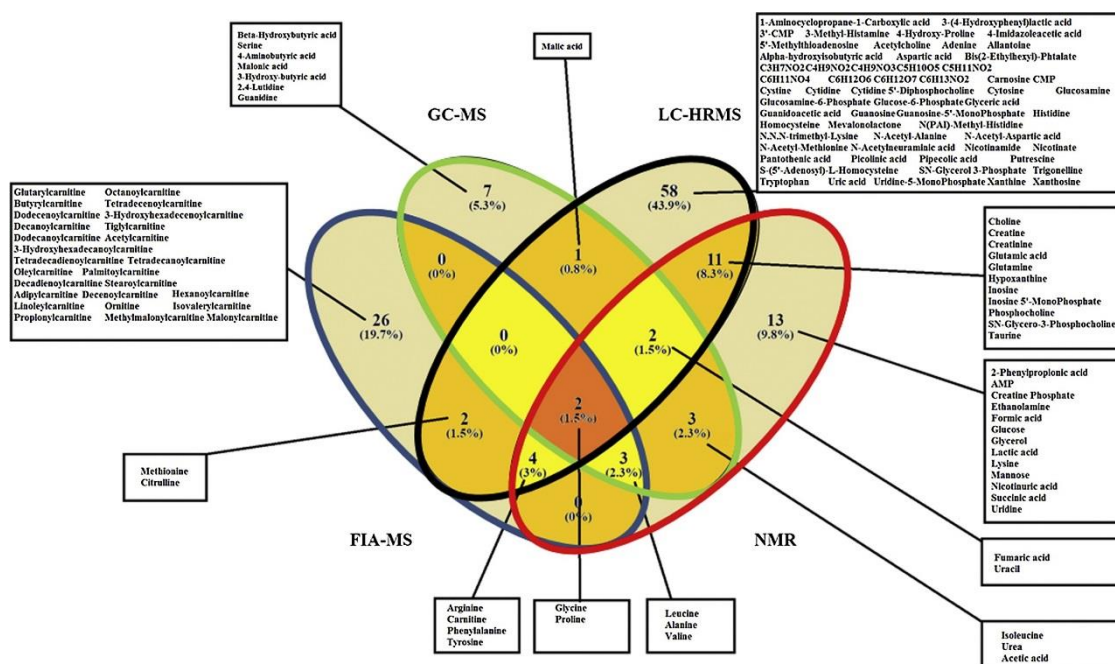 Beta-Hydroxybutyric acid
Serine
4-Aminobutyric acid
Malonic acid
3-Hydroxy-butyric acid
2.4-Lutidine
Guanidine
Malic acid
1-Aminocycloprane-1-Carboxylic acid 3-(4-Hydroxyphenyl)lactic acid
3'-CMP 3-Methyl-Histamine 4-Hydroxy-Proline 4-Imidazoleacetic acid
5'-Methylthioadenosine Acetylcholine Adenine Allantoine
Alpha-hydroxyisobutyric acid Aspartic acid Bis(2-Ethylhexyl)-Phtalate
C3H7NO2C4H9NO2C4H9NO3C5H10O5 C5H11NO2
C6H11NO4 C6H12O6 C6H12O7 C6H13NO2 Carnosine CMP
Cystine Cytidine Cytidine 5'-Diphosphocholine Cytosine Glucosamine
Glucosamine-6-Phosphate Glucose-6-Phosphate Glyceric acid
Guanidoacetic acid Guanosine Guanosine-5'-MonoPhosphate Histidine
Homocysteine Mevalonolactone N(PAI)-Methyl-Histidine
N.N.N-trimethyl-Lysine N-Acetyl-Alanine N-Acetyl-Aspartic acid
N-Acetyl-Methionine N-Acetylneuraminic acid Nicotinamide Nicotinate
Pantothenic acid Picolinic acid Pipecolic acid Putrescine
S-(5'-Adenosyl)-L-Homocysteine SN-Glycerol 3-Phosphate Trigonelline
Tryptophan Uric acid Uridine-5-MonoPhosphate Xanthine Xanthosine
GC-MS
LC-HRMS
Glutarylcarnitine Octanoylcarnitine
Butyrylcarnitine Tetradecenoylcarnitine
Dodecenoylcarnitine 3-Hydroxyhexadecenoylcarnitine
Decanoylcarnitine Tiglycarnitine
Dodecanoylcarnitine Acetylcarnitine
3-Hydroxyhexadecanoylcarnitine
Tetradecadienoylcarnitine Tetradecanoylcarnitine
Oleylcarnitine Palmitoylcarnitine
Decadienoylcarnitine Stearoylcarnitine
Adipylcarnitine Decenoylcarnitine Hexanoylcarnitine
Linoleylcarnitine Ornitine Isovalerylcarnitine
Propionylcarnitine Methylmalonylcarnitine Malonylcarnitine
7
(5.3%)
58
(43.9%)
0
(0%)
1
(0.8%)
11
(8.3%)
26
(19.7%)
0
(0%)
2
(1.5%)
13
(9.8%)
2
(1.5%)
2
(1.5%)
3
(2.3%)
4
(3%)
3
(2.3%)
0
(0%)
Choline
Creatine
Creatinine
Glutamic acid
Glutamine
Hypoxanthine
Inosine
Inosine 5'-MonoPhosphate
Phosphocholine
SN-Glycero-3-Phosphocholine
Taurine
2-Phenylpropionic acid
AMP
Creatine Phosphate
Ethanolamine
Formic acid
Glucose
Glycerol
Lactic acid
Lysine
Mannose
Nicotinuric acid
Succinic acid
Uridine
Methionine
Citrulline
FIA-MS
NMR
Fumaric acid
Uracil
Arginine
Carnitine
Phenylalanine
Tyrosine
Glycine
Proline
Leucine
Alanine
Valine
Isoleucine
Urea
Acetic acid